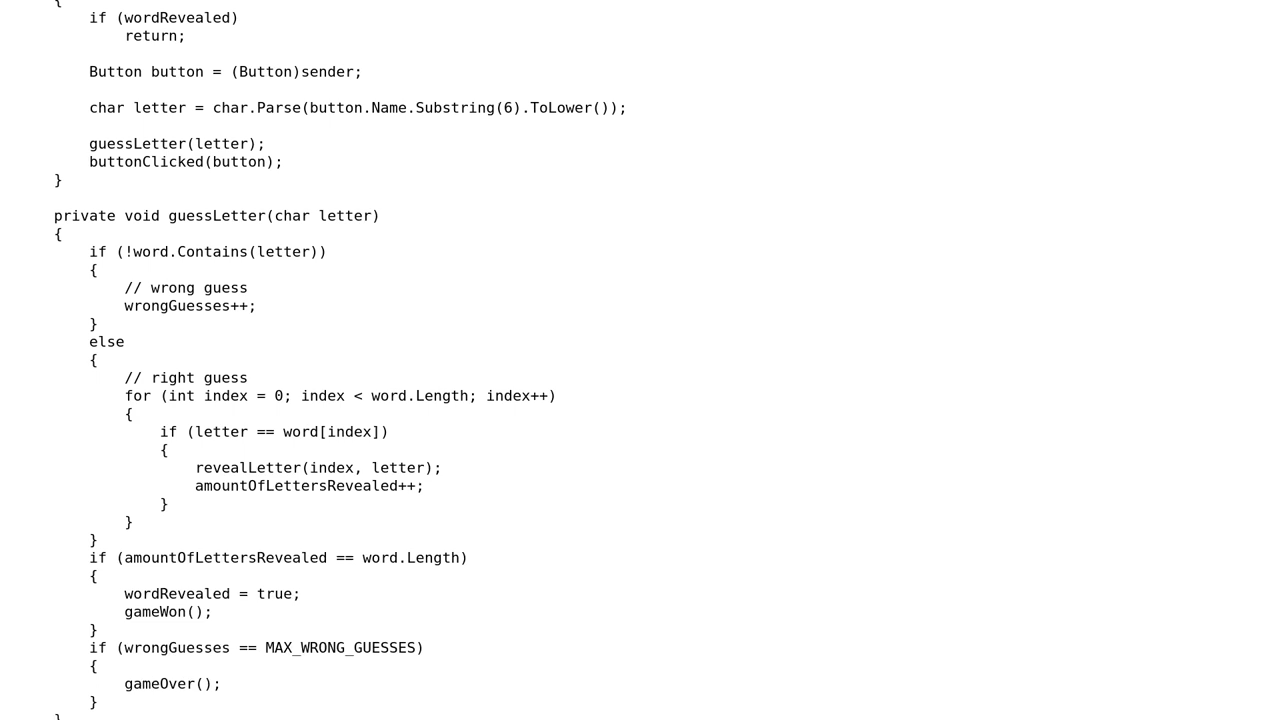 {
if (wordRevealed)
return;
Button button = (Button)sender;
char letter = char.Parse(button.Name.Substring(6).ToLower());
guessLetter(letter);
buttonClicked(button);
}
private void guessLetter(char letter)
{
if (!word.Contains(letter))
{
// wrong guess
wrongGuesses++;
}
else
{
// right guess
for (int index = 0; index < word.Length; index++)
{
if (letter == word[index])
{
revealLetter(index, letter);
amountOfLettersRevealed++;
}
}
}
if (amountOfLettersRevealed == word.Length)
{
wordRevealed = true;
gameWon();
}
if (wrongGuesses == MAX_WRONG_GUESSES)
{
gameOver();
}
}